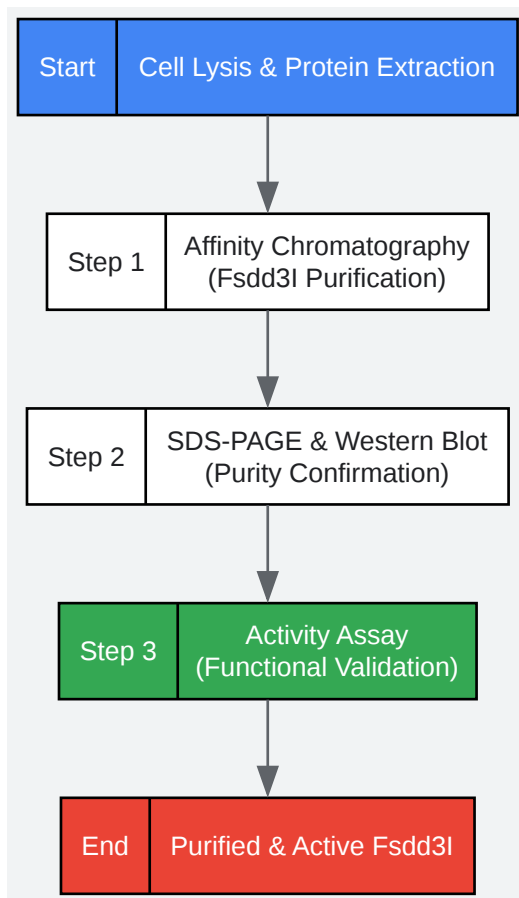 Start
Cell Lysis & Protein Extraction
Step 1
Affinity Chromatography
(Fsdd3I Purification)
Step 2
SDS-PAGE & Western Blot
(Purity Confirmation)
Step 3
Activity Assay
(Functional Validation)
End
Purified & Active Fsdd3I